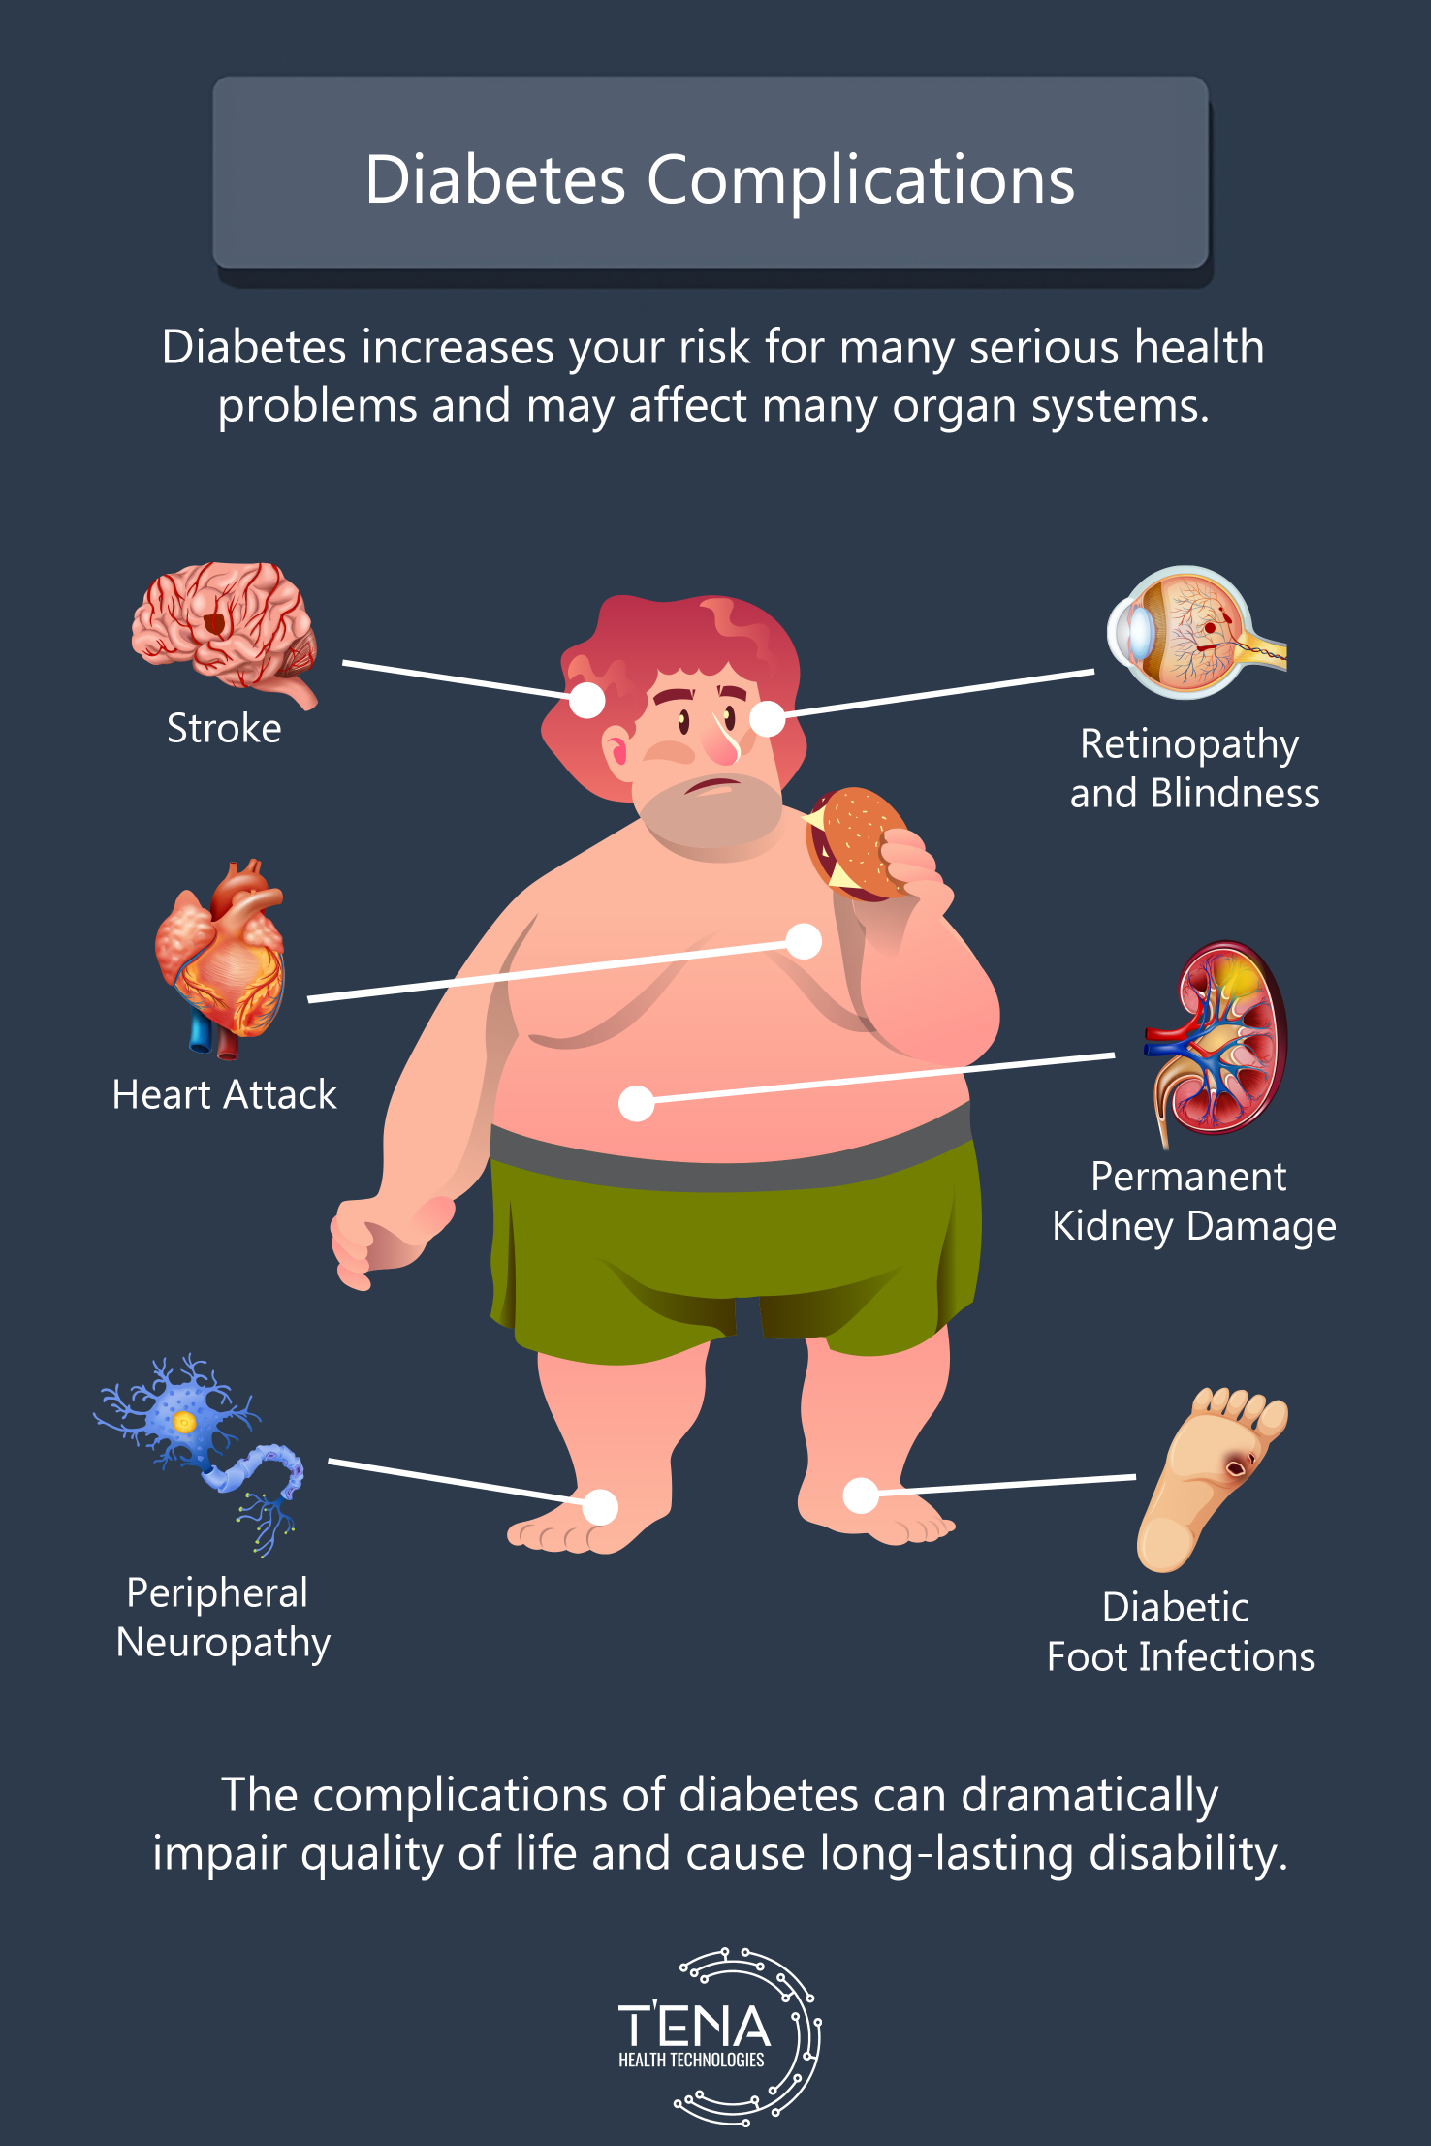 Diabetes Complications
Diabetes increases your risk for many serious health
problems and may affect many organ systems.
Stroke
Retinopathy
and Blindness
Heart Attack
Permanent
Kidney Damage
Peripheral
Neuropathy
Diabetic
Foot Infections
The complications of diabetes can dramatically
impair quality of life and cause long-lasting disability.
T'ENA
HEALTH TECHNOLOGIES